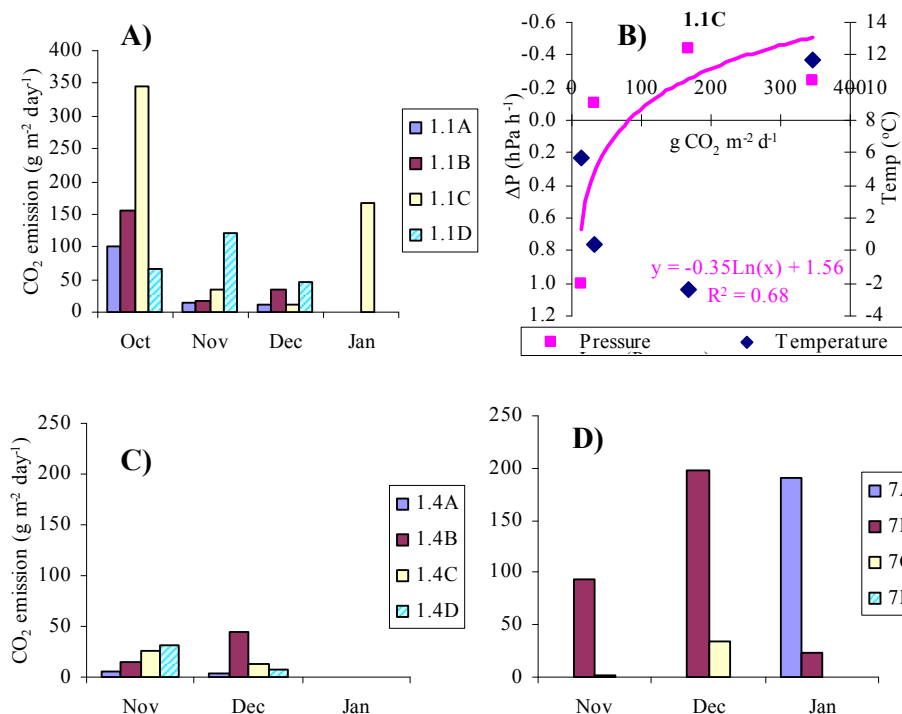 A)
CO2 emission (g m-2 day-1)
400
350
300
250
200
150
100
50
0
Oct Nov Dec Jan
1.1A
1.1B
1.1C
1.1D
B)
1.1C
ΔP (hPa h-1)
-0.6
-0.4
-0.2
0.0
0.2
0.4
0.6
0.8
1.0
1.2
0 100 200 300 400
g CO2 m-2 d-1
14
12
10
8
6
4
2
0
-2
-4
Temp (oC)
y = -0.35Ln(x) + 1.56
R2 = 0.68
Pressure Temperature
C)
CO2 emission (g m-2 day-1)
250
200
150
100
50
0
Nov Dec Jan
1.4A
1.4B
1.4C
1.4D
D)
250
200
150
100
50
0
Nov Dec Jan